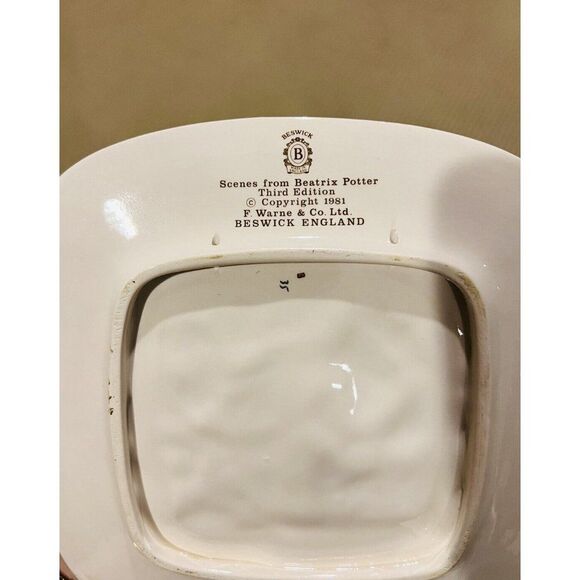 BESWICK
B
Scenes from Beatrix Potter
Third Edition
© Copyright 1981
F. Warne & Co. Ltd.
BESWICK ENGLAND